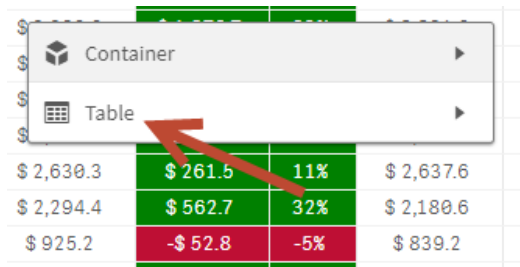 Container
Table
$ 2,630.3 $ 261.5 11% $ 2,637.6
$ 2,294.4 $ 562.7 32% $ 2,180.6
$ 925.2 -$ 52.8 -5% $ 839.2